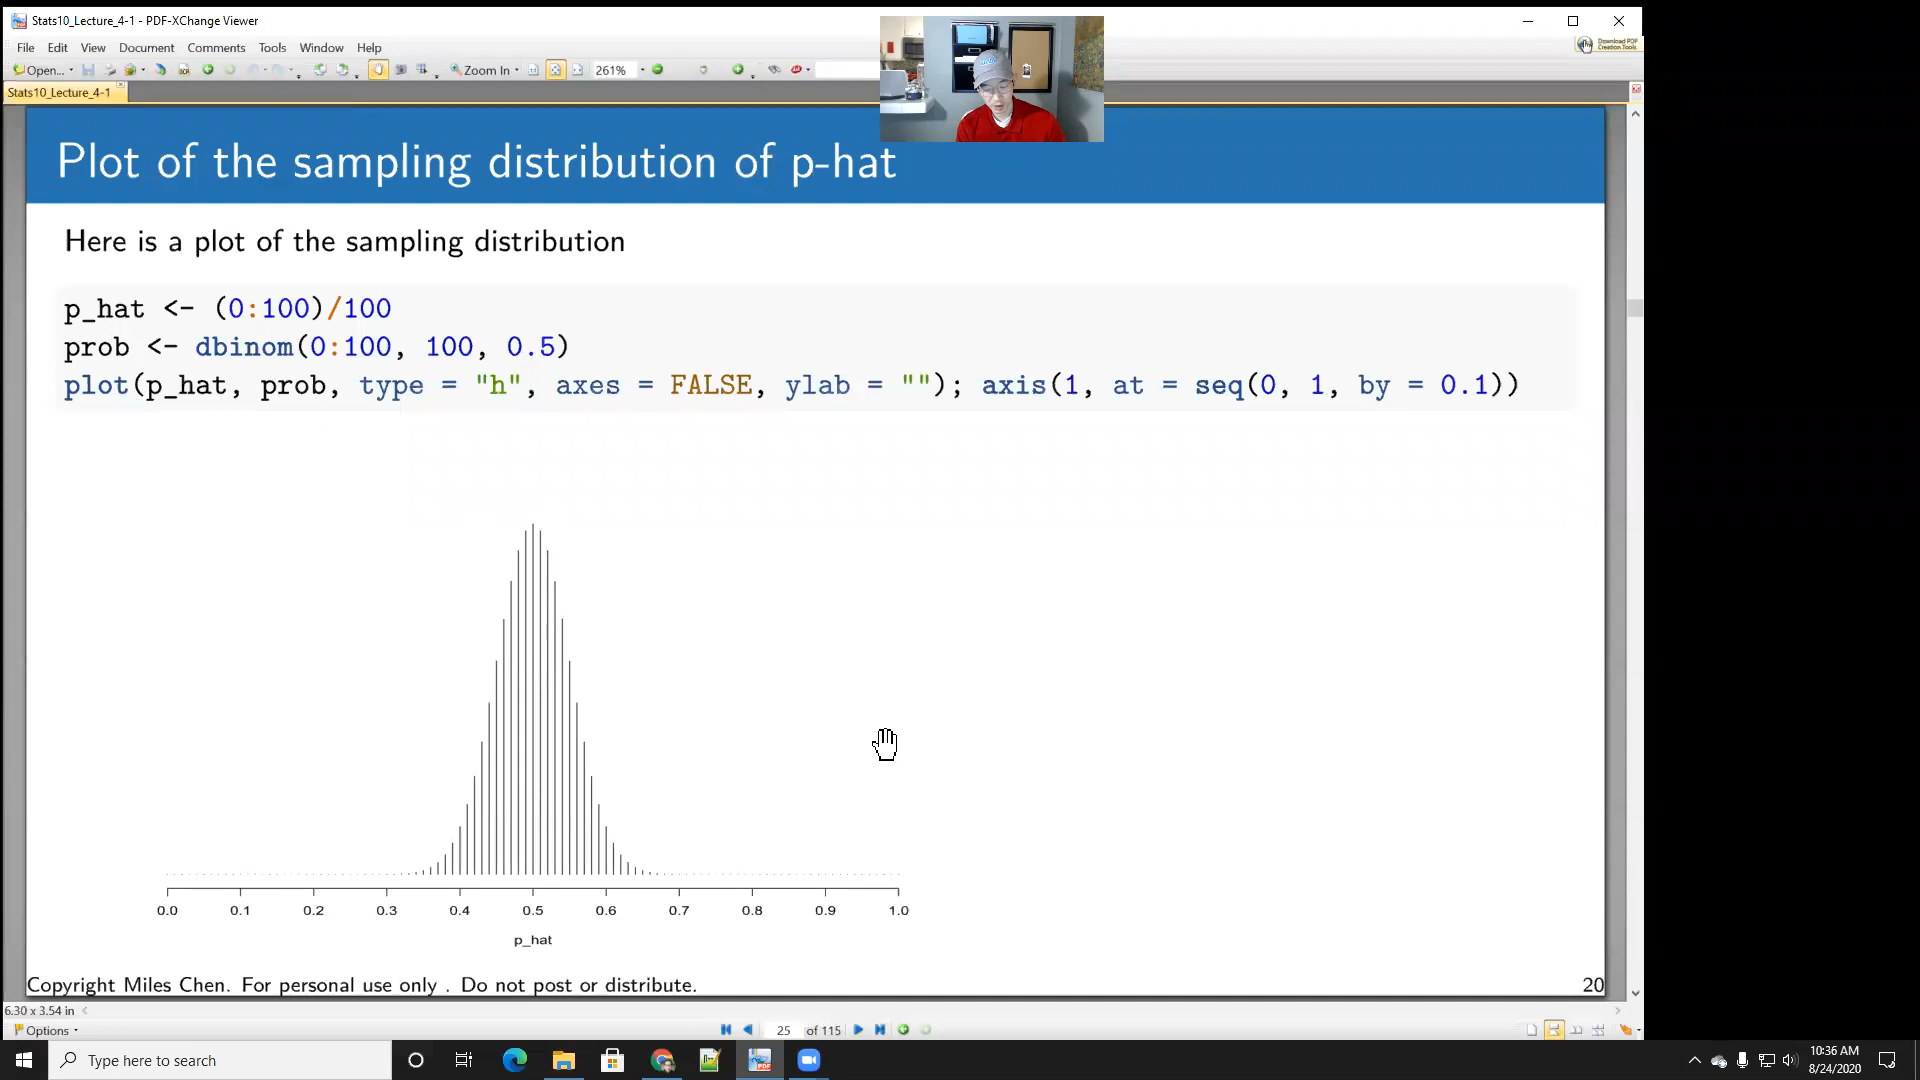 Stats10_Lecture_4-1 - PDF-XChange Viewer
File Edit View Document Comments Tools Window Help
Download PDF
Creation Tools
Open... Zoom In 261%
Stats10_Lecture_4-1
Plot of the sampling distribution of p-hat
Here is a plot of the sampling distribution
p_hat <- (0:100)/100
prob <- dbinom(0:100, 100, 0.5)
plot(p_hat, prob, type = "h", axes = FALSE, ylab = ""); axis(1, at = seq(0, 1, by = 0.1))
0.0 0.1 0.2 0.3 0.4 0.5 0.6 0.7 0.8 0.9 1.0
p_hat
Copyright Miles Chen. For personal use only . Do not post or distribute. 20
6.30 x 3.54 in
Options 25 of 115
Type here to search
10:36 AM
8/24/2020